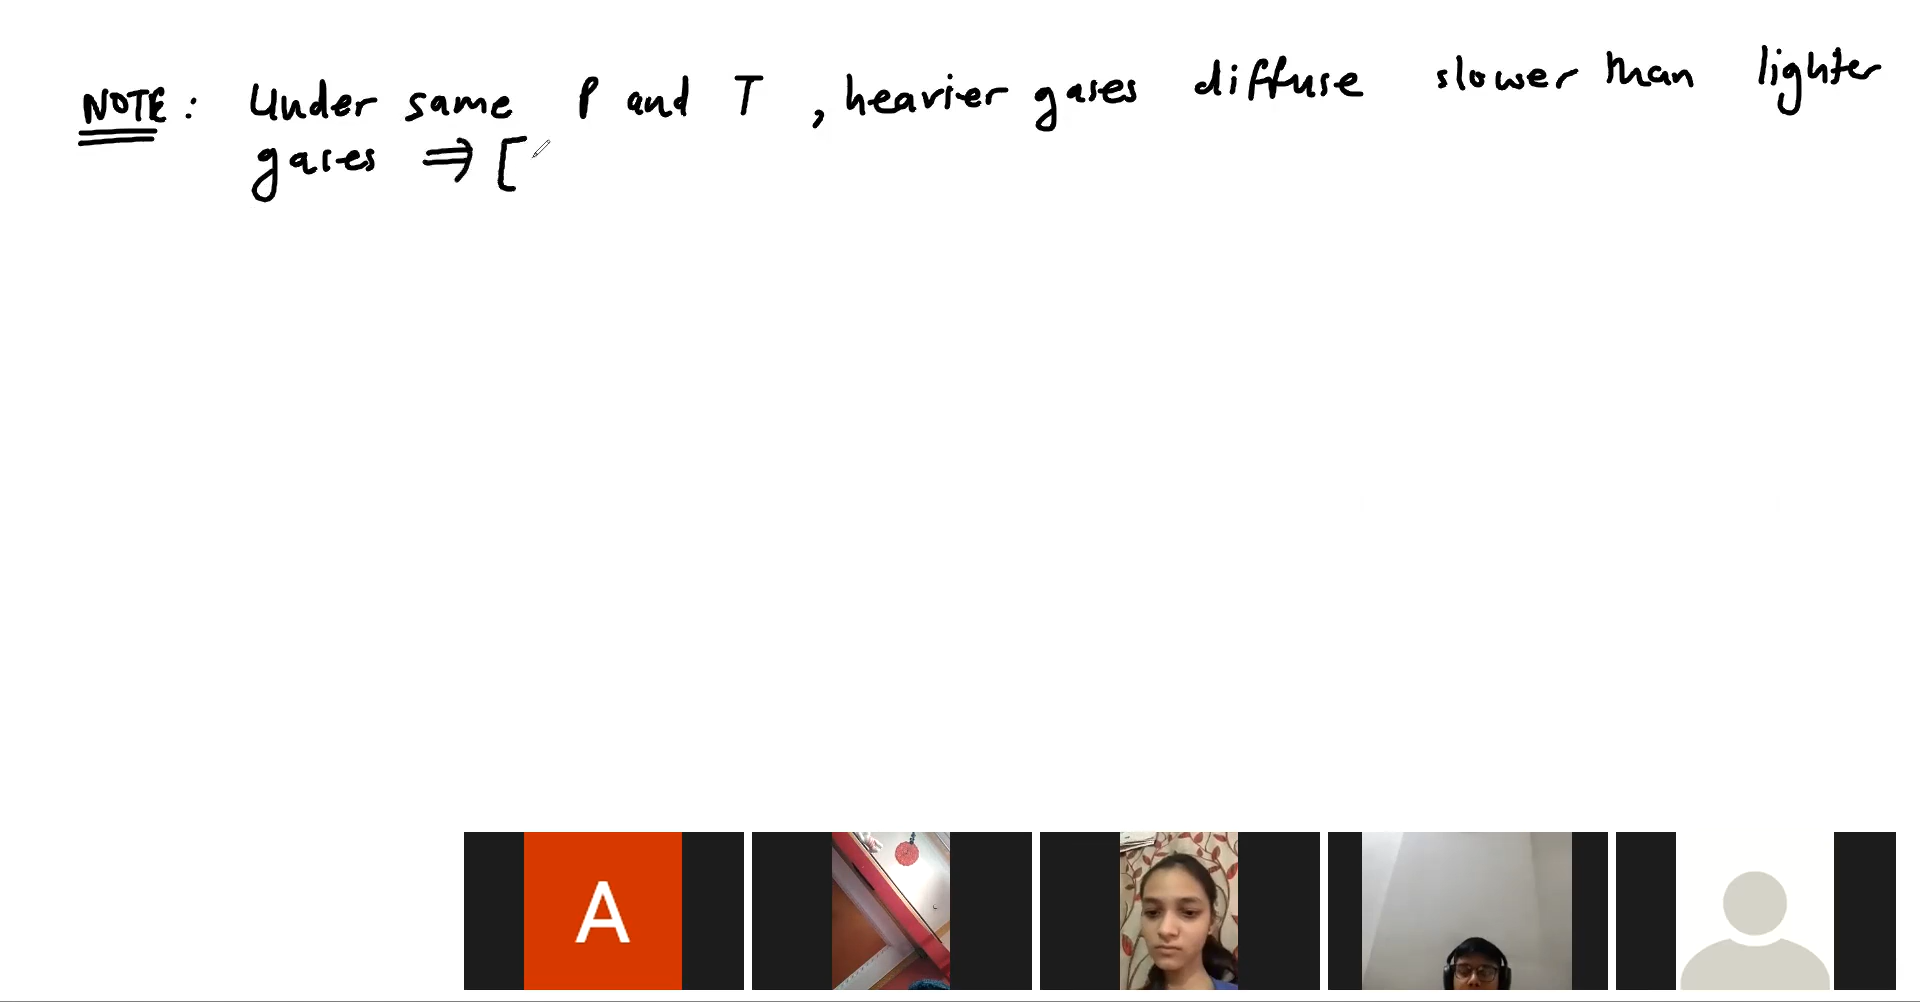 NOTE: Under same P and T, heavier gases diffuse slower than lighter
gases ⇒ [
A